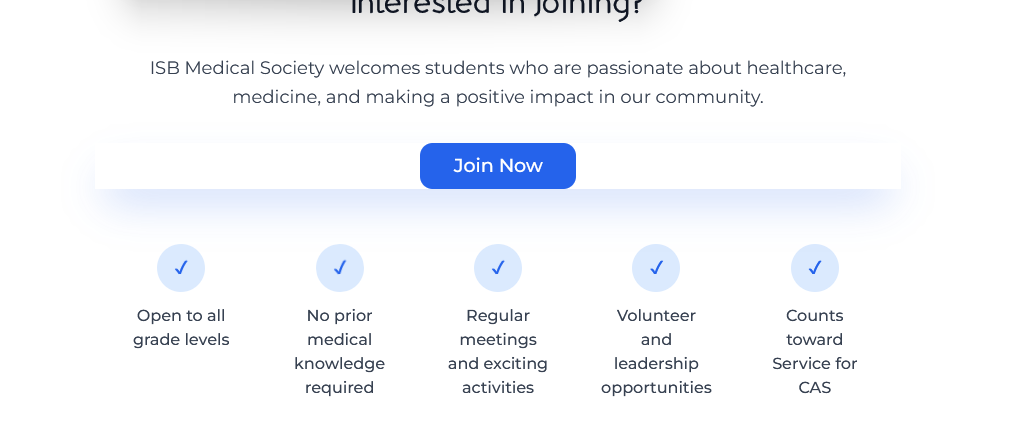 Interested in Joining?
ISB Medical Society welcomes students who are passionate about healthcare,
medicine, and making a positive impact in our community.
Join Now
Open to all
grade levels
No prior
medical
knowledge
required
Regular
meetings
and exciting
activities
Volunteer
and
leadership
opportunities
Counts
toward
Service for
CAS